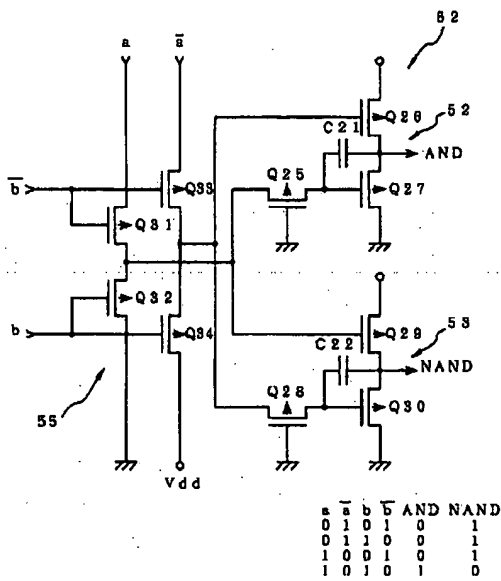 a a̅ 62
Q26
C21 52
Q25 AND
b̅ Q33 Q27
Q31
Q32
b Q34 Q29
C22 53
Q28 NAND
Q30
55
Vdd
a a̅ b b̅ AND NAND
0 1 0 1 0 1
0 1 1 0 0 1
1 0 0 1 0 1
1 0 1 0 1 0